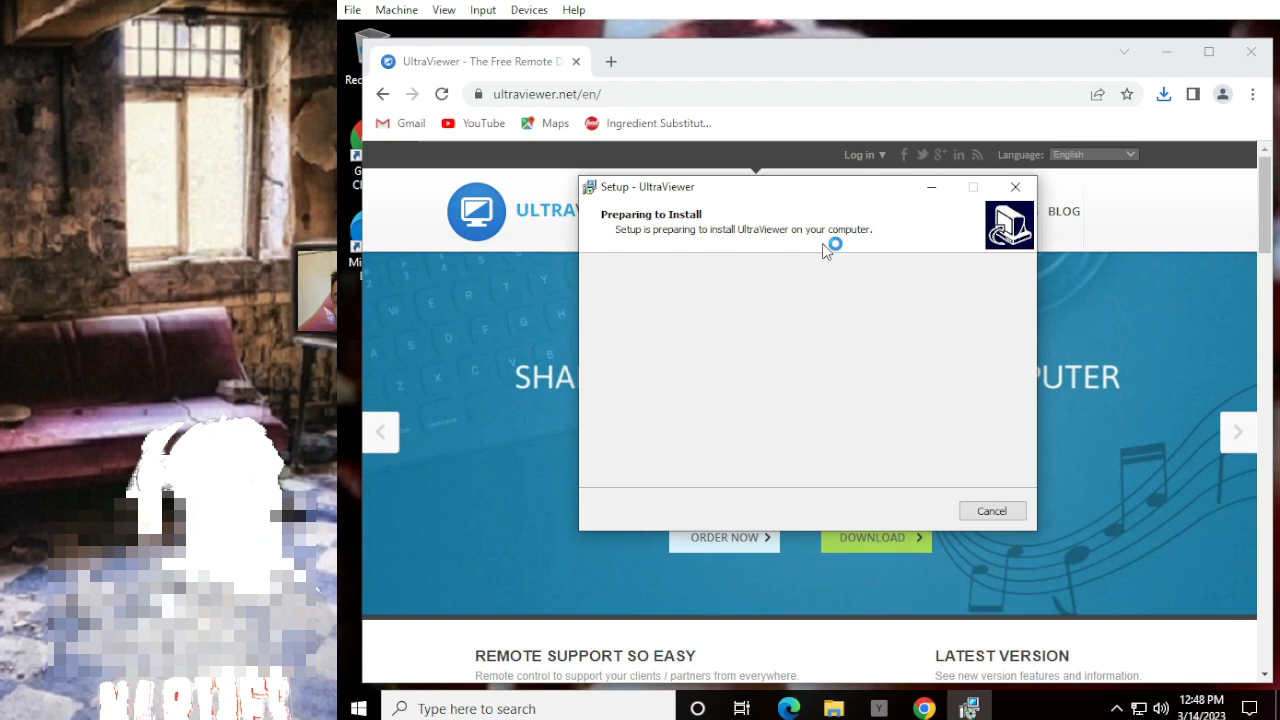 File Machine View Input Devices Help
UltraViewer - The Free Remote D
ultraviewer.net/en/
Gmail YouTube Maps Ingredient Substitut...
Log in ▼ Language: English
Setup - UltraViewer
Preparing to Install
Setup is preparing to install UltraViewer on your computer.
ULTRA
BLOG
SHA
PUTER
Cancel
ORDER NOW
DOWNLOAD
REMOTE SUPPORT SO EASY
Remote control to support your clients / partners from everywhere.
LATEST VERSION
See new version features and information.
Type here to search
12:48 PM
3/14/2023